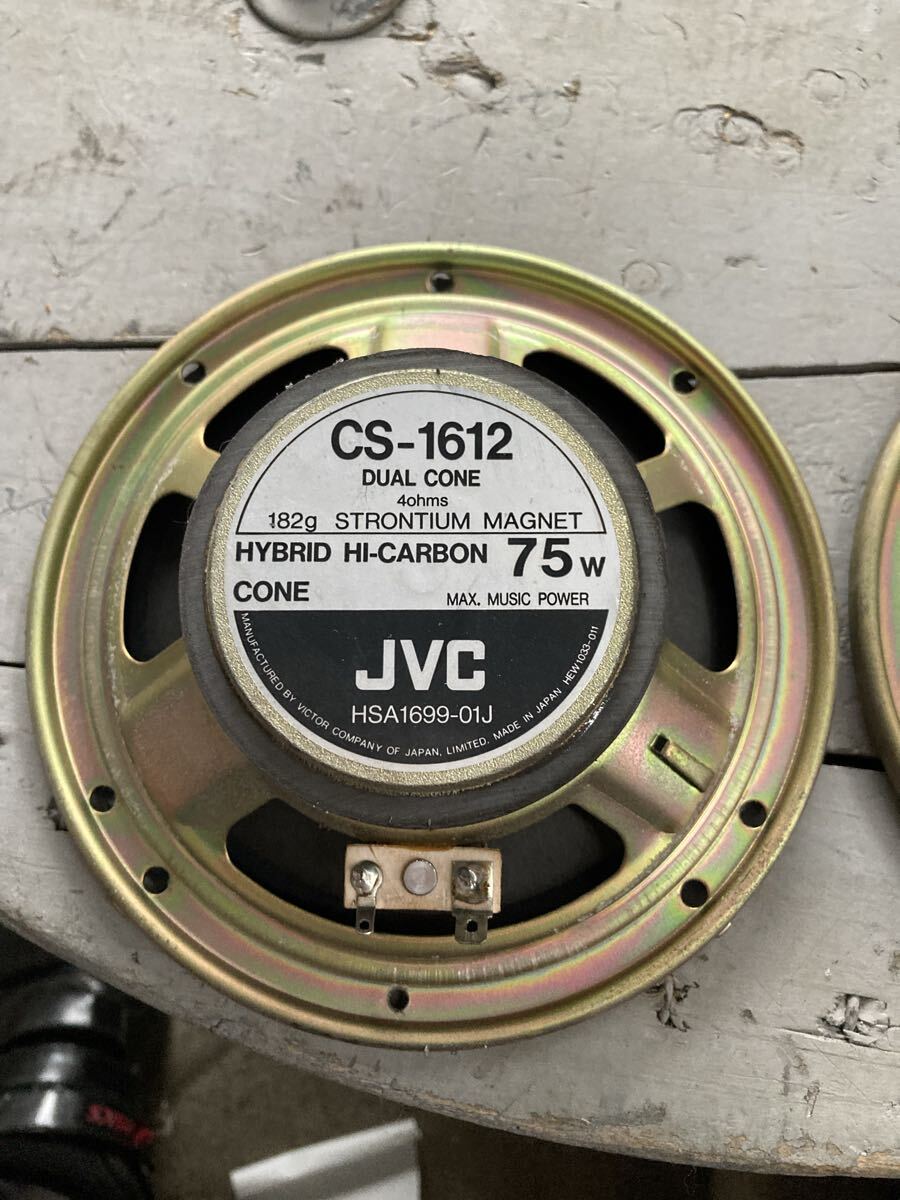 CS-1612
DUAL CONE
4ohms
182g STRONTIUM MAGNET
HYBRID HI-CARBON 75W
CONE
MAX. MUSIC POWER
JVC
HSA1699-01J
MANUFACTURED BY VICTOR COMPANY OF JAPAN, LIMITED. MADE IN JAPAN HEW1033-011